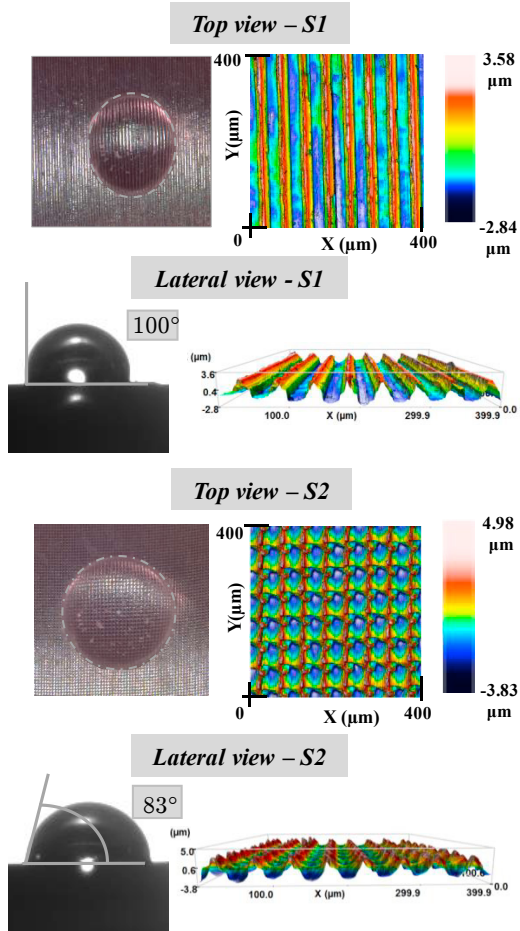 Top view – S1
400
Y(µm)
0
X (µm)
400
3.58
µm
-2.84
µm
Lateral view - S1
100°
(µm)
3.6
0.4
-2.8
100.0
X (µm)
299.9
399.9
0.0
Top view – S2
400
Y(µm)
0
X (µm)
400
4.98
µm
-3.83
µm
Lateral view – S2
83°
(µm)
5.0
0.6
-3.8
100.0
X (µm)
299.9
399.9
0.0